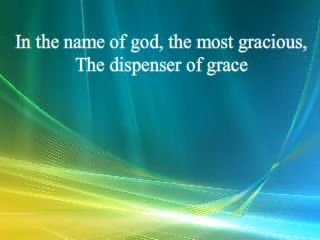 In the name of god, the most gracious,
The dispenser of grace